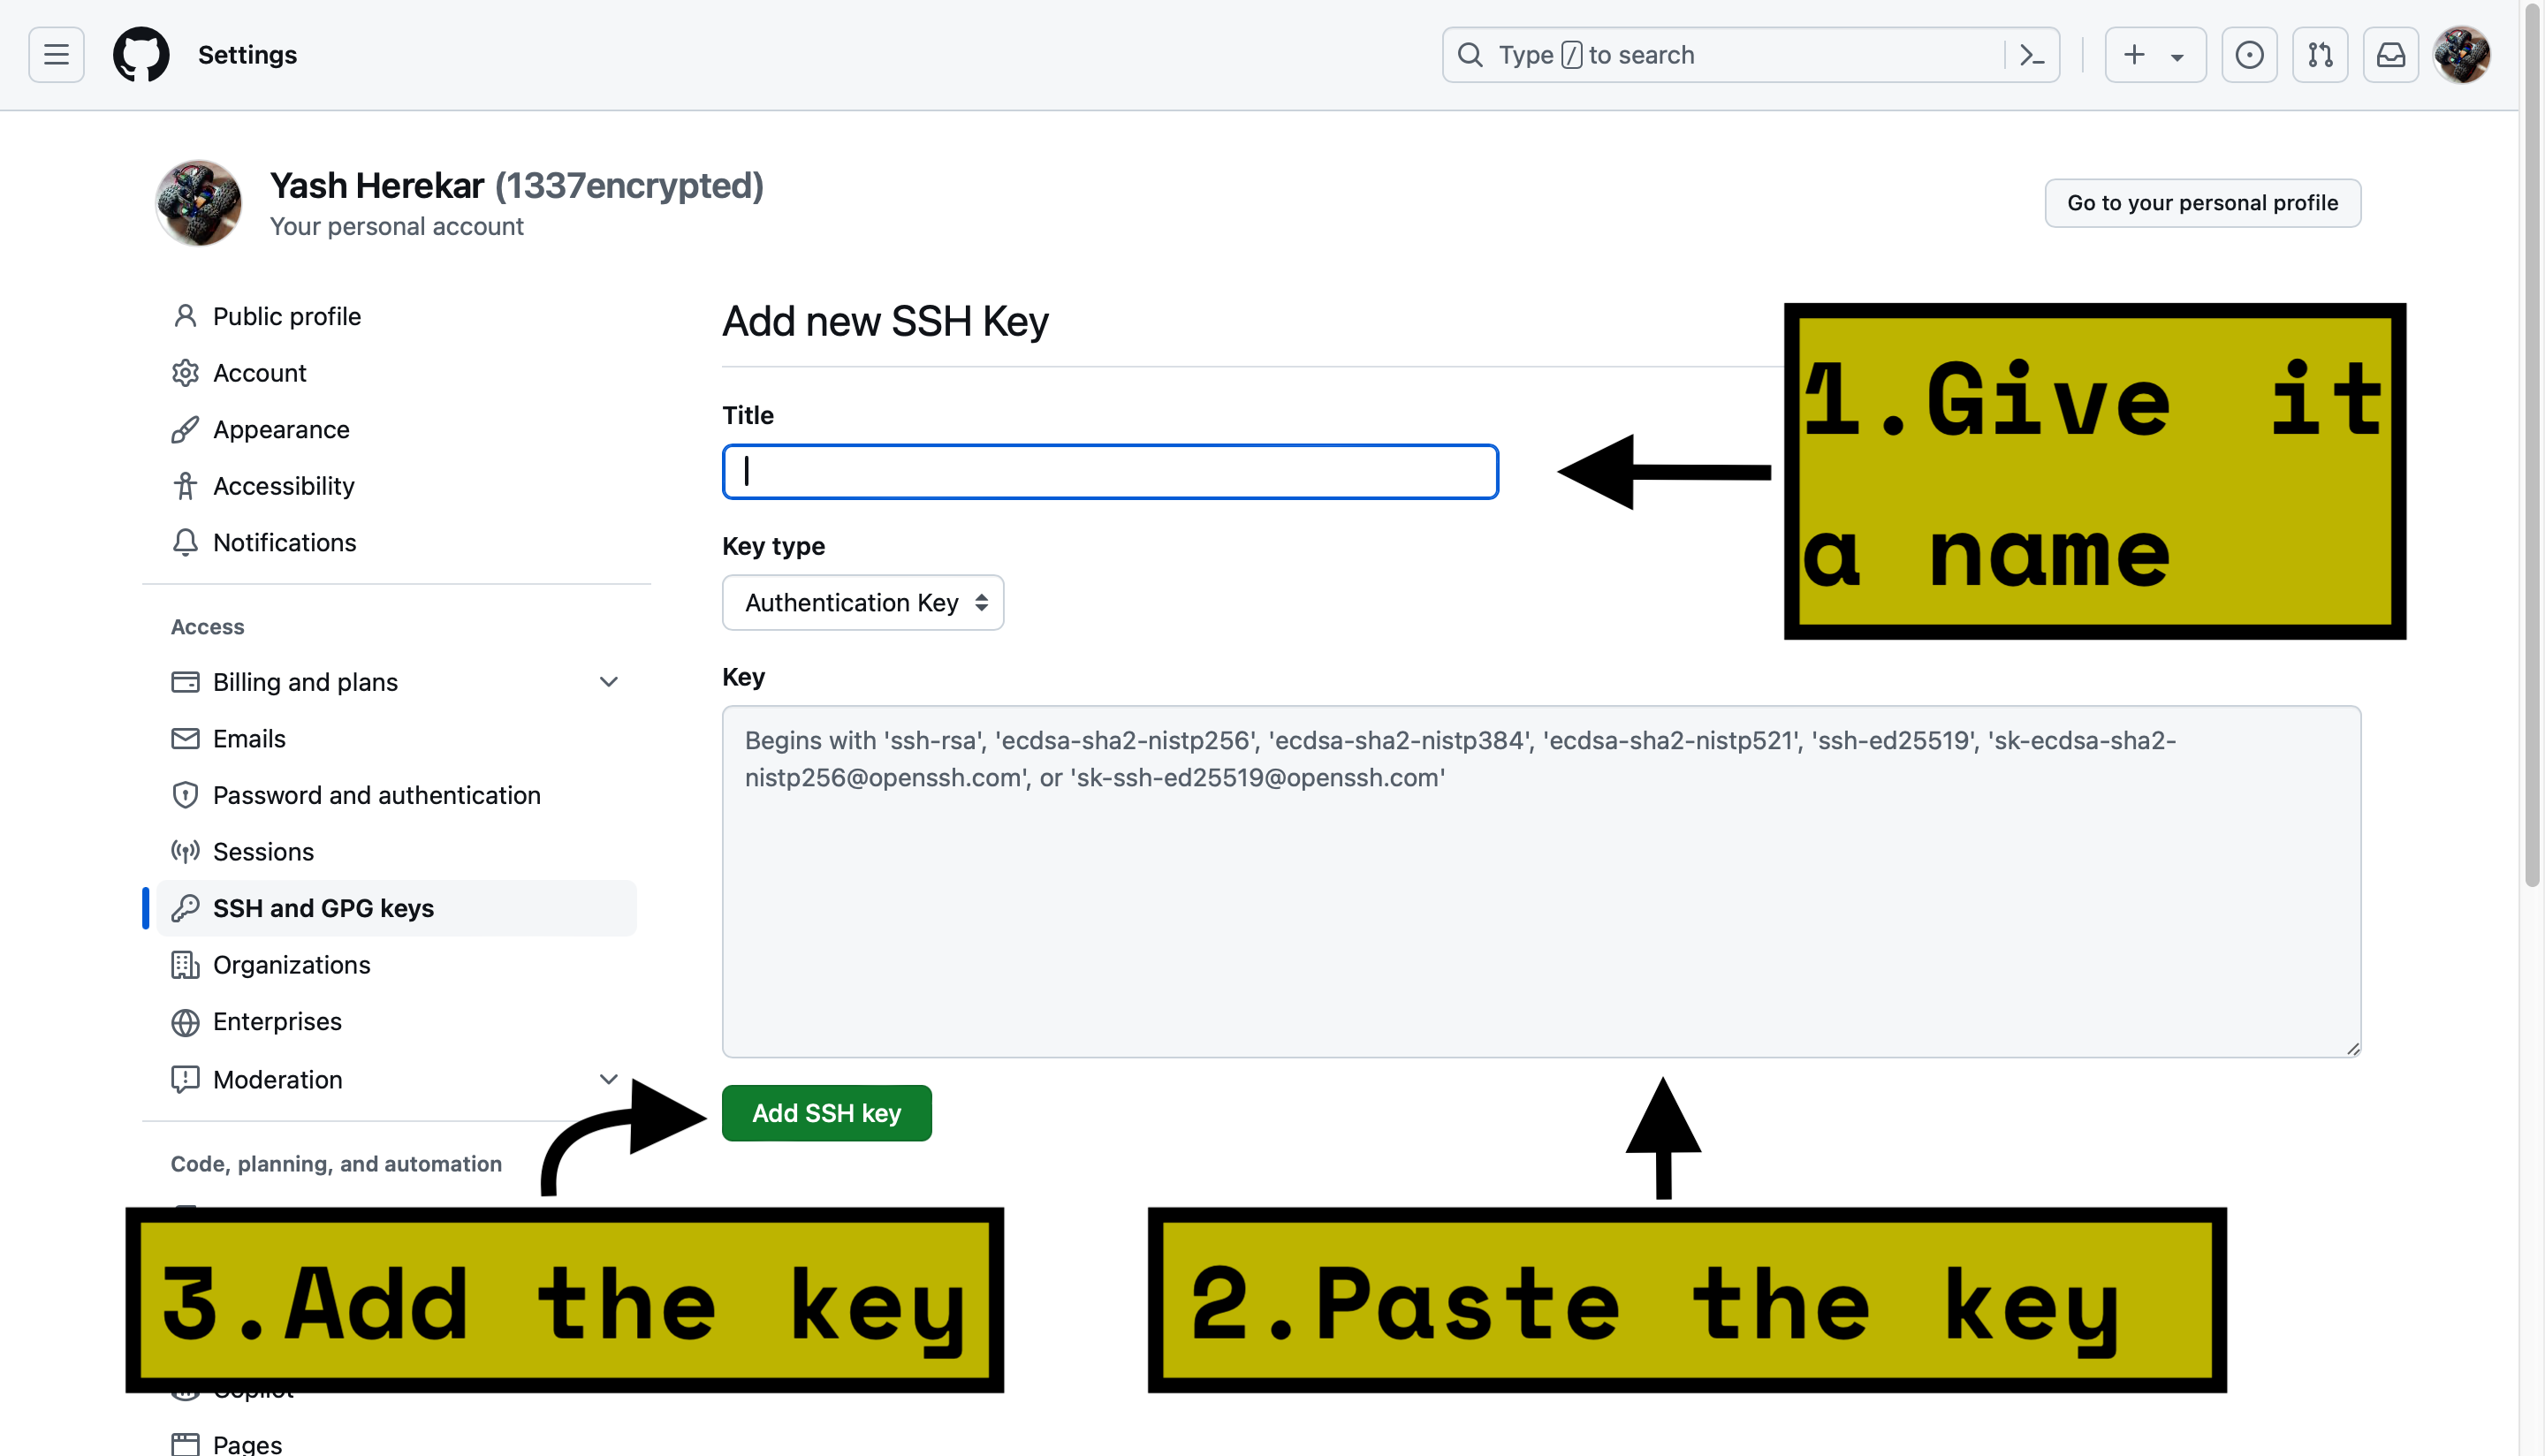 Settings
Type / to search
Yash Herekar (1337encrypted)
Your personal account
Go to your personal profile
Public profile
Account
Appearance
Accessibility
Notifications
Access
Billing and plans
Emails
Password and authentication
Sessions
SSH and GPG keys
Organizations
Enterprises
Moderation
Code, planning, and automation
Copilot
Pages
Add new SSH Key
Title
Key type
Authentication Key
Key
Begins with 'ssh-rsa', 'ecdsa-sha2-nistp256', 'ecdsa-sha2-nistp384', 'ecdsa-sha2-nistp521', 'ssh-ed25519', 'sk-ecdsa-sha2-
nistp256@openssh.com', or 'sk-ssh-ed25519@openssh.com'
Add SSH key
1.Give it
a name
2.Paste the key
3.Add the key